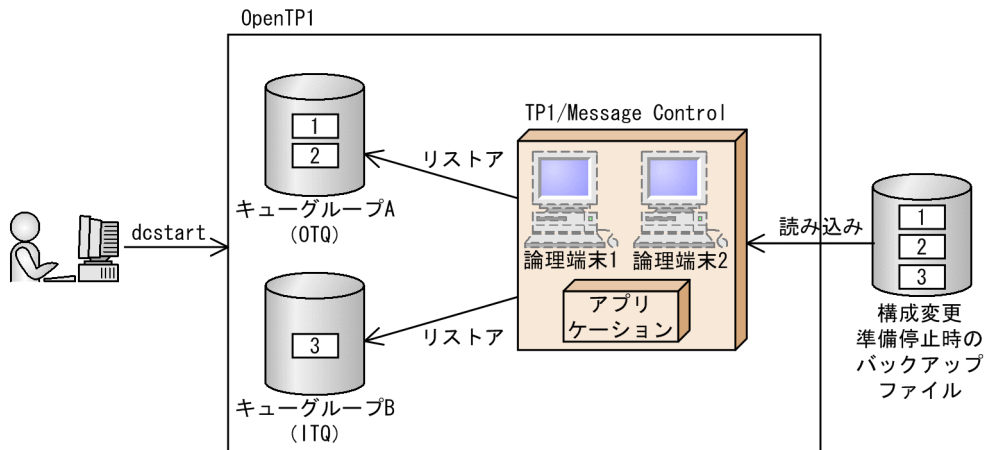 OpenTP1
1
2
キューグループA
(OTQ)
リストア
TP1/Message Control
論理端末1
論理端末2
アプリ
ケーション
dcstart
読み込み
1
2
3
構成変更
準備停止時の
バックアップ
ファイル
3
キューグループB
(ITQ)
リストア